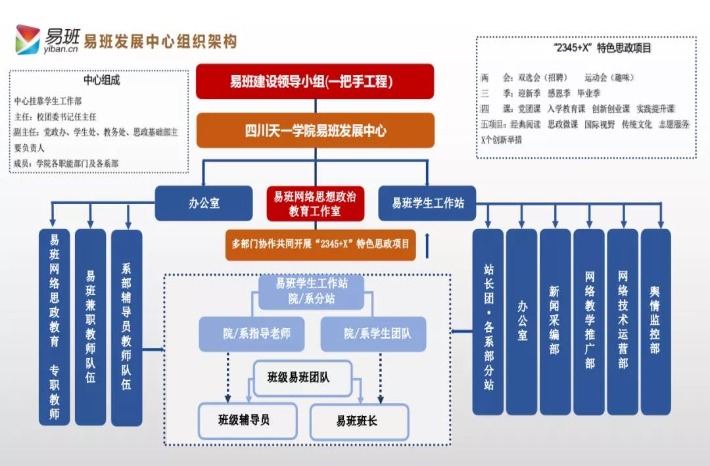 易班
yiban.cn
易班发展中心组织架构
中心组成
中心挂靠学生工作部
主任：校团委书记任主任
副主任：党政办、学生处、教务处、思政基础部主
要负责人
成员：学院各职能部门及各系部
易班建设领导小组(一把手工程)
四川天一学院易班发展中心
“2345+X”特色思政项目
两 会：双选会（招聘） 运动会（趣味）
三 季：迎新季 感恩季 毕业季
四 课：党团课 入学教育课 创新创业课 实践提升课
五项目：经典阅读 思政微课 国际视野 传统文化 志愿服务
X个创新举措
办公室
易班网络思想政治
教育工作室
易班学生工作站
多部门协作共同开展“2345+X”特色思政项目
易班网络思政教育 专职教师
易班兼职教师队伍
系部辅导员教师队伍
易班学生工作站
院/系分站
院/系指导老师
院/系学生团队
班级易班团队
班级辅导员
易班班长
站长团·各系部分站
办公室
新闻采编部
网络教学推广部
网络技术运营部
舆情监控部